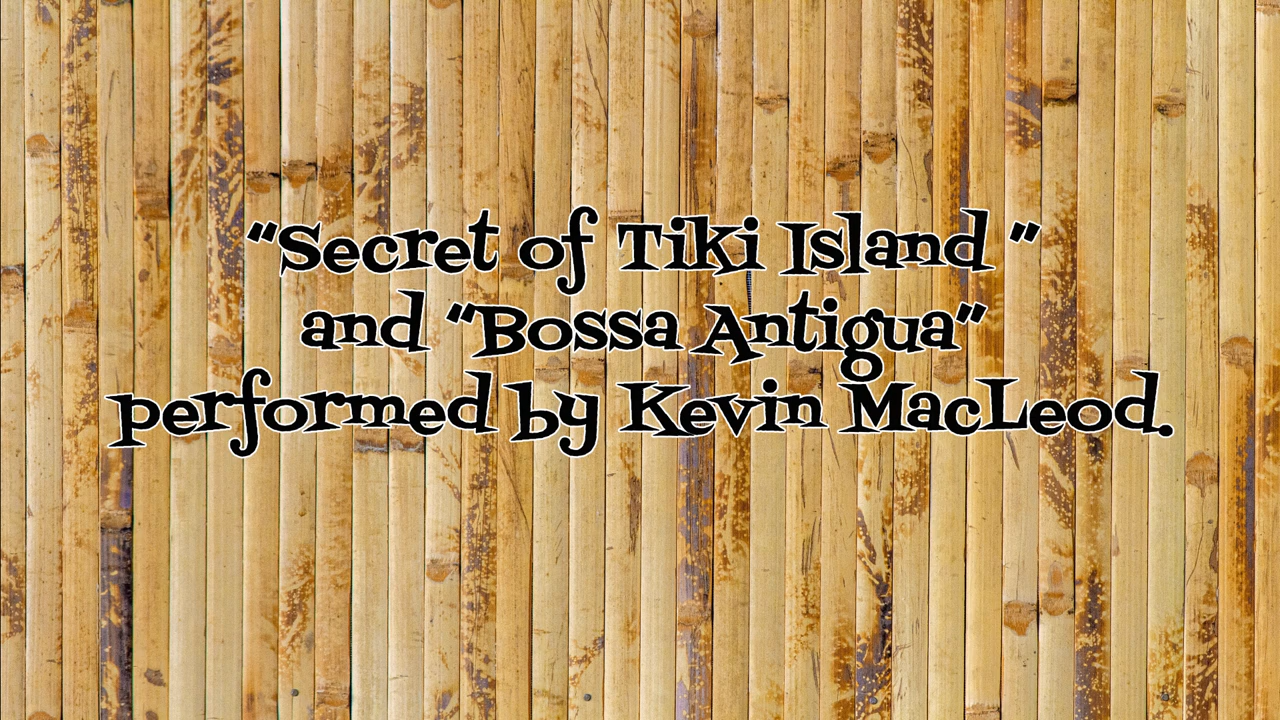 “Secret of Tiki Island ”
and “Bossa Antigua”
performed by Kevin MacLeod.